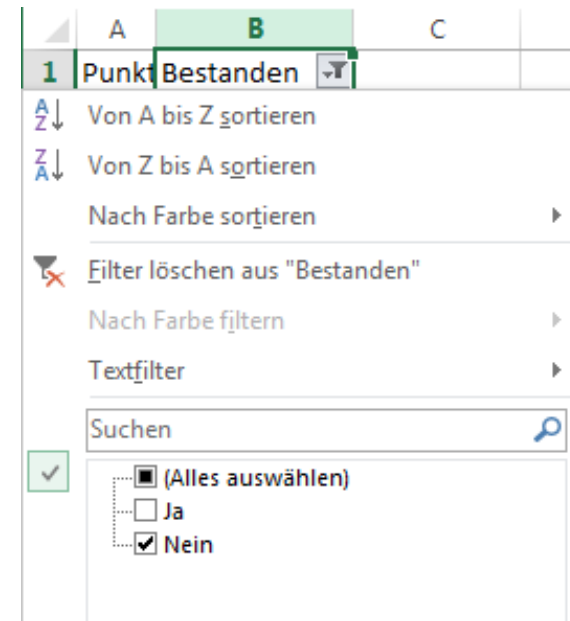 A B C
1 Punkt Bestanden
Von A bis Z sortieren
Von Z bis A sortieren
Nach Farbe sortieren
Filter löschen aus "Bestanden"
Nach Farbe filtern
Textfilter
Suchen
(Alles auswählen)
Ja
Nein